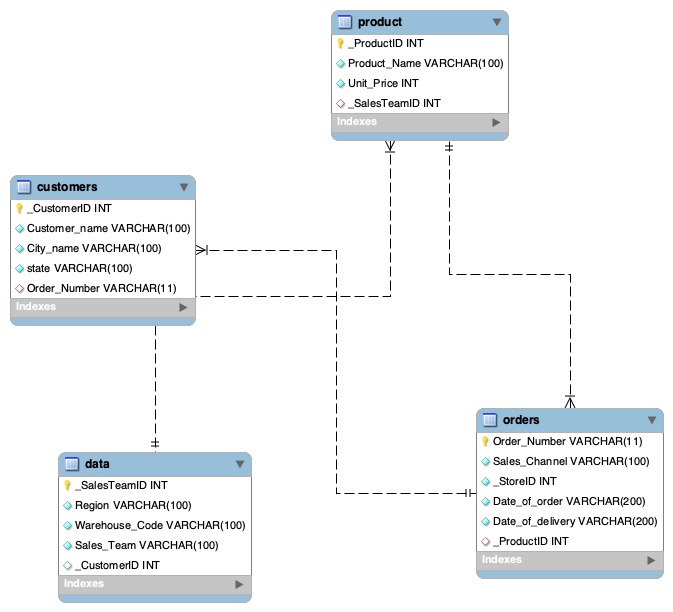 product
_ProductID INT
Product_Name VARCHAR(100)
Unit_Price INT
_SalesTeamID INT
Indexes
customers
_CustomerID INT
Customer_name VARCHAR(100)
City_name VARCHAR(100)
state VARCHAR(100)
Order_Number VARCHAR(11)
Indexes
orders
Order_Number VARCHAR(11)
Sales_Channel VARCHAR(100)
_StoreID INT
Date_of_order VARCHAR(200)
Date_of_delivery VARCHAR(200)
_ProductID INT
Indexes
data
_SalesTeamID INT
Region VARCHAR(100)
Warehouse_Code VARCHAR(100)
Sales_Team VARCHAR(100)
_CustomerID INT
Indexes